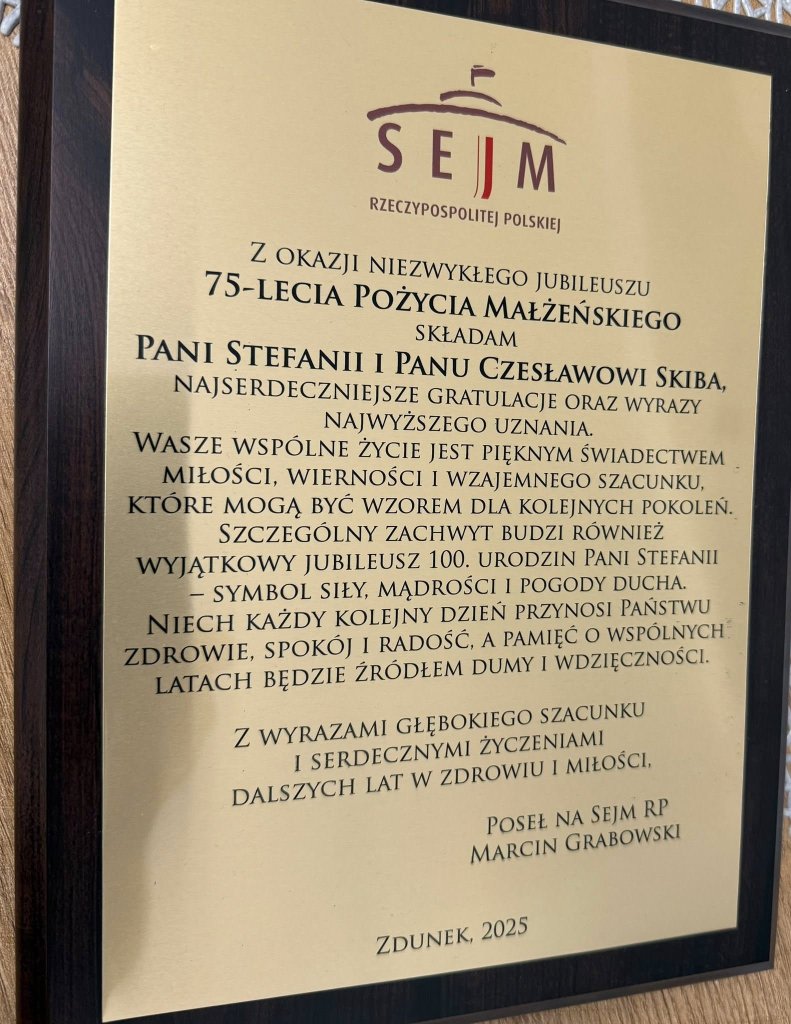 SEJM
RZECZYPOSPOLITEJ POLSKIEJ
Z OKAZJI NIEZWYKŁEGO JUBILEUSZU
75-LECIA POŻYCIA MAŁŻEŃSKIEGO
SKŁADAM
PANI STEFANII I PANU CZESŁAWOWI SKIBA,
NAJSERDECZNIEJSZE GRATULACJE ORAZ WYRAZY
NAJWYŻSZEGO UZNANIA.
WASZE WSPÓLNE ŻYCIE JEST PIĘKNYM ŚWIADECTWEM
MIŁOŚCI, WIERNOŚCI I WZAJEMNEGO SZACUNKU,
KTÓRE MOGĄ BYĆ WZOREM DLA KOLEJNYCH POKOLEŃ.
SZCZEGÓLNY ZACHWYT BUDZI RÓWNIEŻ
WYJĄTKOWY JUBILEUSZ 100. URODZIN PANI STEFANII
– SYMBOL SIŁY, MĄDROŚCI I POGODY DUCHA.
NIECH KAŻDY KOLEJNY DZIEŃ PRZYNOSI PAŃSTWU
ZDROWIE, SPOKÓJ I RADOŚĆ, A PAMIĘĆ O WSPÓLNYCH
LATACH BĘDZIE ŹRÓDŁEM DUMY I WDZIĘCZNOŚCI.
Z WYRAZAMI GŁĘBOKIEGO SZACUNKU
I SERDECZNYMI ŻYCZENIAMI
DALSZYCH LAT W ZDROWIU I MIŁOŚCI,
POSEŁ NA SEJM RP
MARCIN GRABOWSKI
ZDUNEK, 2025